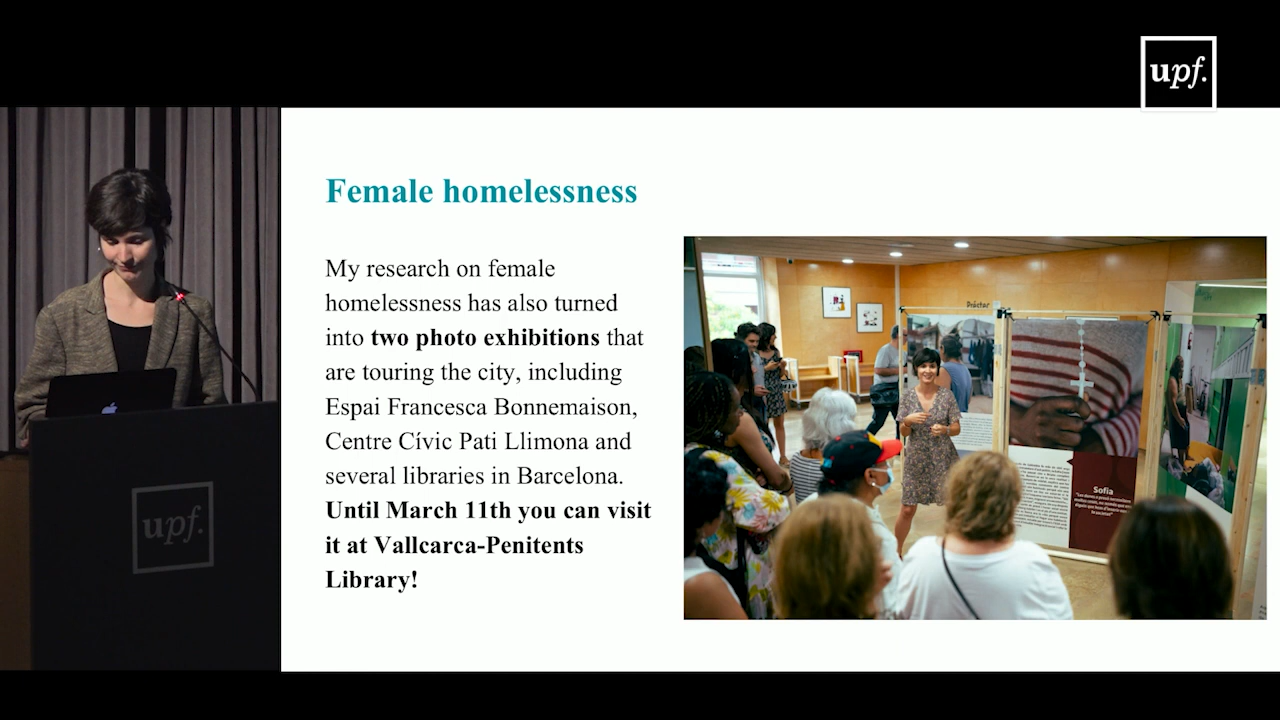 upf.
Female homelessness
My research on female
homelessness has also turned
into two photo exhibitions that
are touring the city, including
Espai Francesca Bonnemaison,
Centre Cívic Pati Llimona and
several libraries in Barcelona.
Until March 11th you can visit
it at Vallcarca-Penitents
Library!
Sofia
upf.